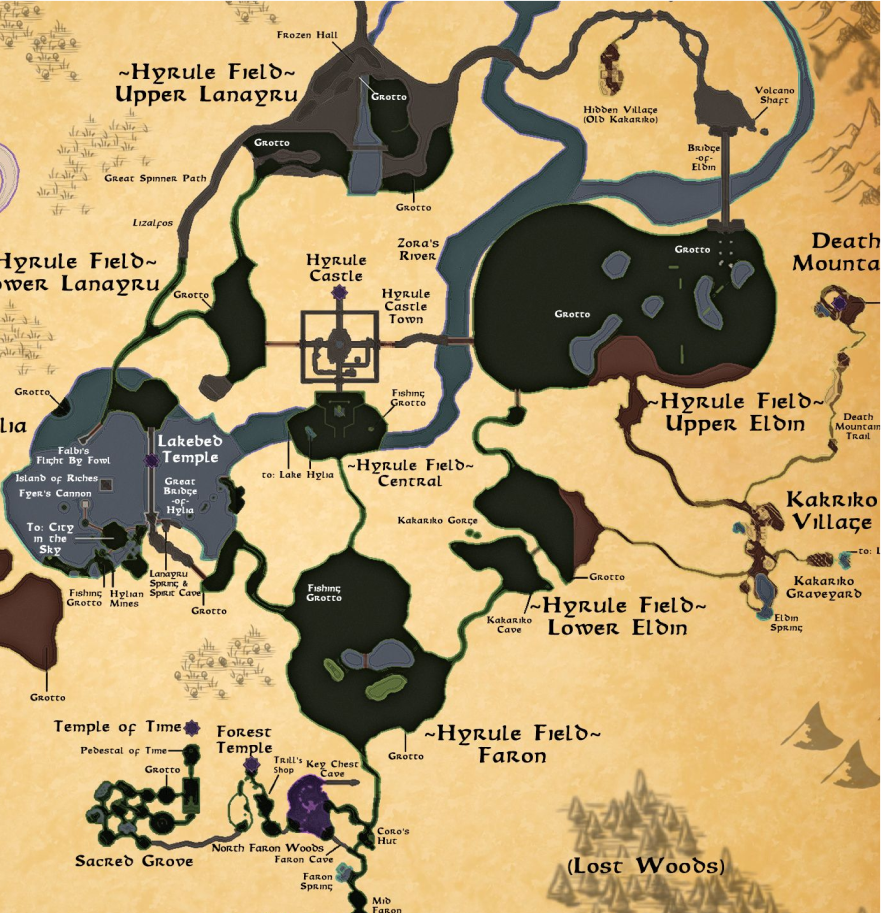 Frozen Hall
~Hyrule Field~
Upper Lanayru
Grotto
Hidden Village
(Old Kakariko)
Volcano
Shaft
Grotto
Bridge
-of-
Eldin
Great Spinner Path
Grotto
Lizalfos
Zora's
River
Grotto
Death
Mounta
Hyrule Field~
ower Lanayru
Hyrule
Castle
Grotto
Hyrule
Castle
Town
Grotto
Grotto
Fishing
Grotto
~Hyrule Field~
Upper Eldin
Death
Mountain
Trail
lia
Falbi's
Flight By Fowl
Lakebed
Temple
to: Lake Hylia
~Hyrule Field~
Central
Island of Riches
Fyer's Cannon
Great
Bridge
-of-
Hylia
To: City
in the
Sky
Kakariko Gorge
Kakriko
Village
to: L
Lanayru
Spring &
Spirit Cave
Fishing
Grotto
Hylian
Mines
Grotto
Fishing
Grotto
Grotto
Kakariko
Cave
~Hyrule Field~
Lower Eldin
Kakariko
Graveyard
Eldin
Spring
Grotto
Temple of Time
Pedestal of Time
Grotto
Forest
Temple
Trill's
Shop
Key Chest
Cave
Grotto
~Hyrule Field~
Faron
Coro's
Hut
North Faron Woods
Faron Cave
Sacred Grove
Faron
Spring
(Lost Woods)
Mid
Faron